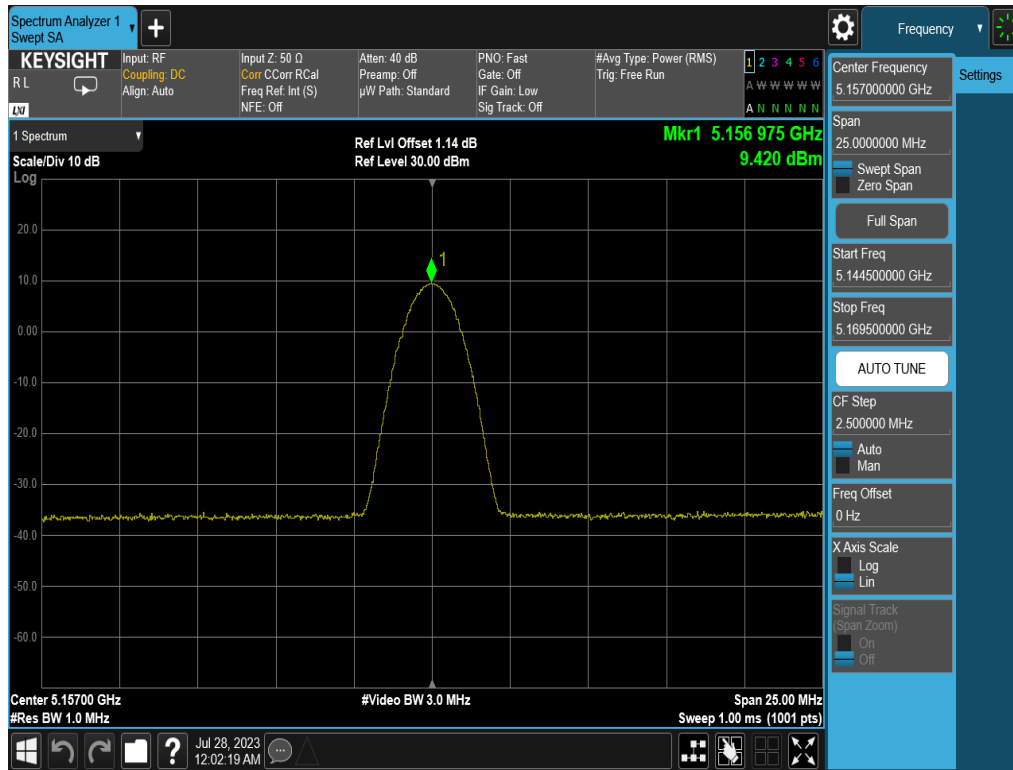 Spectrum Analyzer 1
Swept SA
+
Frequency
KEYSIGHT
R L
LXI
Input: RF
Coupling: DC
Align: Auto
Input Z: 50 Ω
Corr CCorr RCal
Freq Ref: Int (S)
NFE: Off
Atten: 40 dB
Preamp: Off
µW Path: Standard
PNO: Fast
Gate: Off
IF Gain: Low
Sig Track: Off
#Avg Type: Power (RMS)
Trig: Free Run
1 2 3 4 5 6
A W W W W W
A N N N N N
1 Spectrum
Scale/Div 10 dB
Log
Ref Lvl Offset 1.14 dB
Ref Level 30.00 dBm
Mkr1 5.156 975 GHz
9.420 dBm
1
20.0
10.0
0.00
-10.0
-20.0
-30.0
-40.0
-50.0
-60.0
Center 5.15700 GHz
#Res BW 1.0 MHz
#Video BW 3.0 MHz
Span 25.00 MHz
Sweep 1.00 ms (1001 pts)
Center Frequency
5.157000000 GHz
Settings
Span
25.0000000 MHz
Swept Span
Zero Span
Full Span
Start Freq
5.144500000 GHz
Stop Freq
5.169500000 GHz
AUTO TUNE
CF Step
2.500000 MHz
Auto
Man
Freq Offset
0 Hz
X Axis Scale
Log
Lin
Signal Track
(Span Zoom)
On
Off
?
Jul 28, 2023
12:02:19 AM